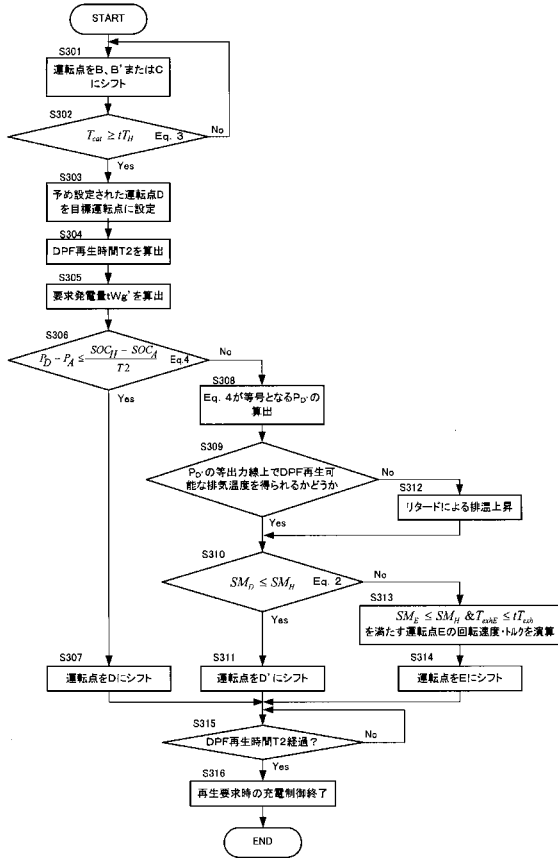 START
S301
運転点をB、B'またはC
にシフト
S302
T_cat ≥ tT_H Eq. 3
No
Yes
S303
予め設定された運転点D
を目標運転点に設定
S304
DPF再生時間T2を算出
S305
要求発電量tWg'を算出
S306
P_D − P_A ≤ (SOC_H − SOC_A) / T2 Eq.4
No
Yes
S308
Eq. 4が等号となるP_D'の
算出
S309
P_D'の等出力線上でDPF再生可
能な排気温度を得られるかどうか
No
Yes
S312
リタードによる排温上昇
S310
SM_D ≤ SM_H Eq. 2
No
Yes
S313
SM_E ≤ SM_H & T_exhE ≤ tT_exh
を満たす運転点Eの回転速度・トルクを演算
S307
運転点をDにシフト
S311
運転点をD'にシフト
S314
運転点をEにシフト
S315
DPF再生時間T2経過?
No
Yes
S316
再生要求時の充電制御終了
END